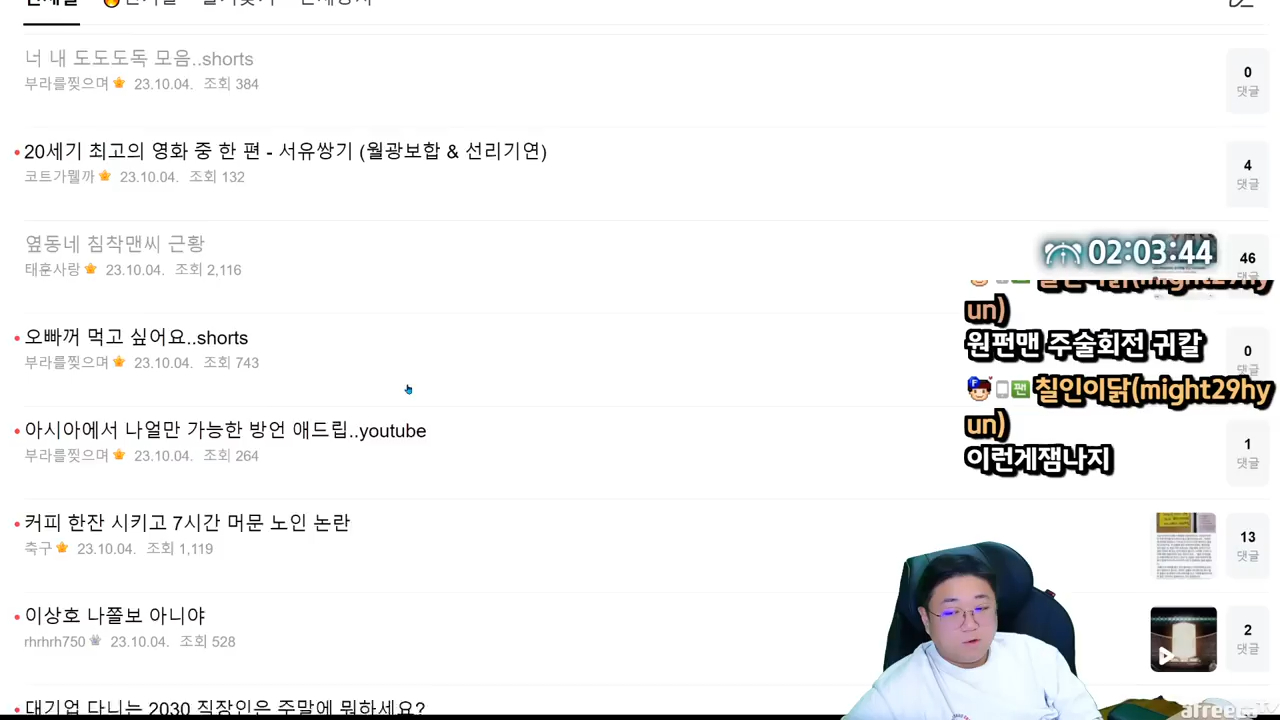 너 내 도도도독 모음..shorts
부라를찢으며 23.10.04. 조회 384
0
댓글
20세기 최고의 영화 중 한 편 - 서유쌍기 (월광보합 & 선리기연)
코트가뭴까 23.10.04. 조회 132
4
댓글
옆동네 침착맨씨 근황
태훈사랑 23.10.04. 조회 2,116
02:03:44
46
댓글
오빠꺼 먹고 싶어요..shorts
부라를찢으며 23.10.04. 조회 743
0
댓글
un)
원펀맨 주술회전 귀칼
팬 칠인이닭(might29hy
un)
이런게잼나지
아시아에서 나얼만 가능한 방언 애드립..youtube
부라를찢으며 23.10.04. 조회 264
1
댓글
커피 한잔 시키고 7시간 머문 노인 논란
축구 23.10.04. 조회 1,119
13
댓글
이상호 나쫄보 아니야
rhrhrh750 23.10.04. 조회 528
2
댓글
대기업 다니는 2030 직장인은 주말에 뭐하세요?
afreecaTV